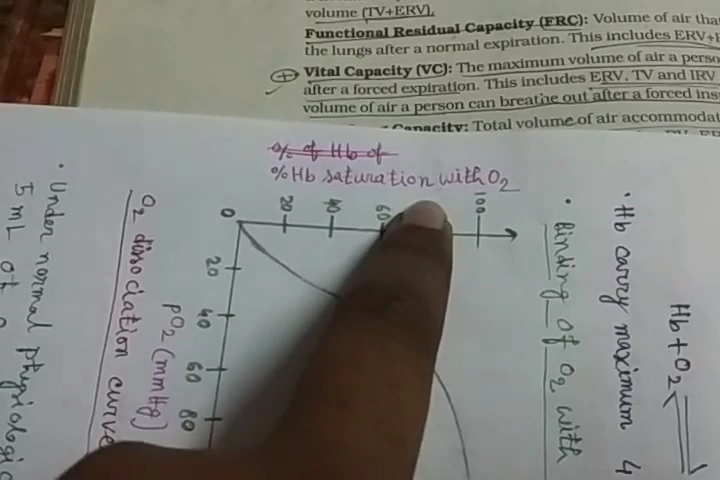 volume (TV+ERV).
Functional Residual Capacity (FRC): Volume of air tha
the lungs after a normal expiration. This includes ERV+
Vital Capacity (VC): The maximum volume of air a perso
after a forced expiration. This includes ERV, TV and IRV
volume of air a person can breathe out after a forced ins
Capacity: Total volume of air accommodat
% of Hb of
% Hb saturation with O2
0 20 40 60 100
20
40
60
80
pO2 (mmHg)
O2 dissociation curve
Hb + O2
• Hb carry maximum 4
• Binding of O2 with
• Under normal physiologic
5 mL of